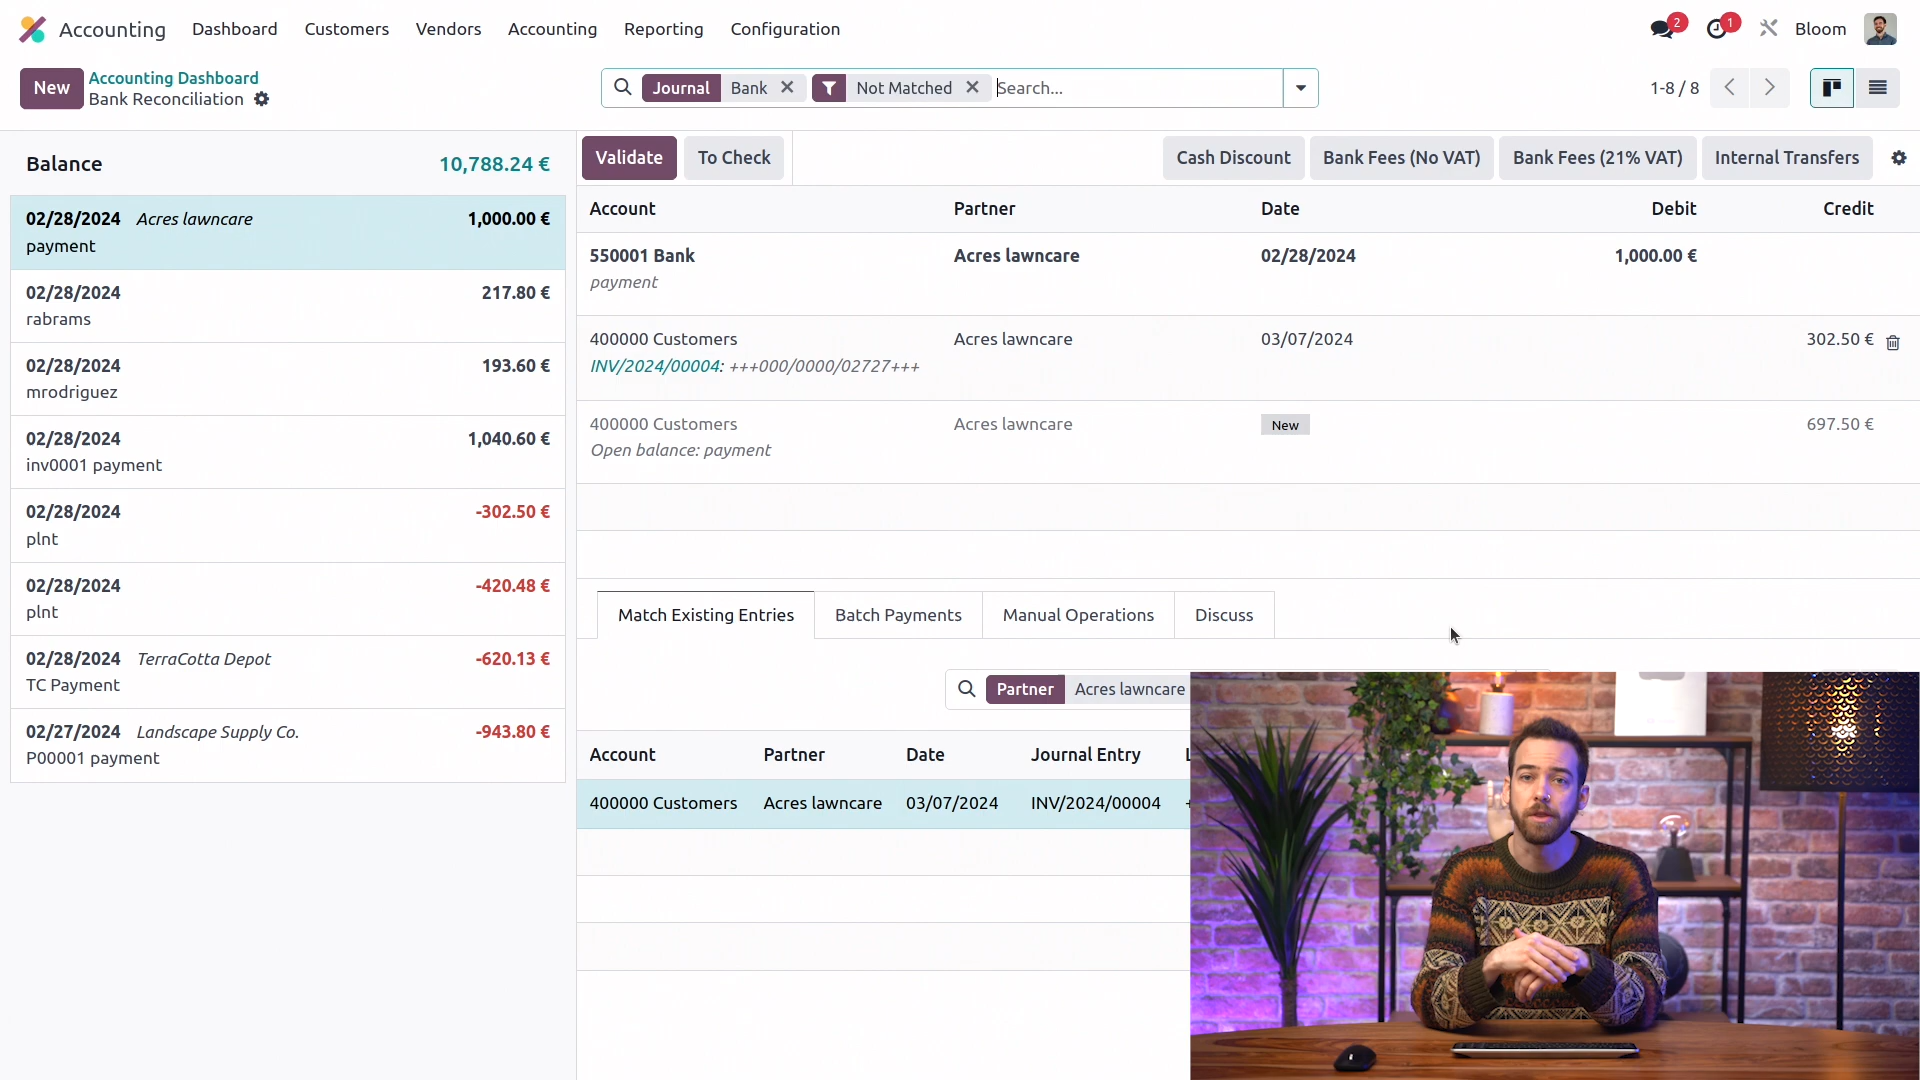 Accounting Dashboard Customers Vendors Accounting Reporting Configuration 2 1 Bloom
New Accounting Dashboard
Bank Reconciliation
Journal Bank Not Matched Search... 1-8 / 8
Balance 10,788.24 €
02/28/2024 Acres lawncare 1,000.00 €
payment
02/28/2024 217.80 €
rabrams
02/28/2024 193.60 €
mrodriguez
02/28/2024 1,040.60 €
inv0001 payment
02/28/2024 -302.50 €
plnt
02/28/2024 -420.48 €
plnt
02/28/2024 TerraCotta Depot -620.13 €
TC Payment
02/27/2024 Landscape Supply Co. -943.80 €
P00001 payment
Validate To Check Cash Discount Bank Fees (No VAT) Bank Fees (21% VAT) Internal Transfers
Account Partner Date Debit Credit
550001 Bank Acres lawncare 02/28/2024 1,000.00 €
payment
400000 Customers Acres lawncare 03/07/2024 302.50 €
INV/2024/00004: +++000/0000/02727+++
400000 Customers Acres lawncare New 697.50 €
Open balance: payment
Match Existing Entries Batch Payments Manual Operations Discuss
Partner Acres lawncare
Account Partner Date Journal Entry
400000 Customers Acres lawncare 03/07/2024 INV/2024/00004